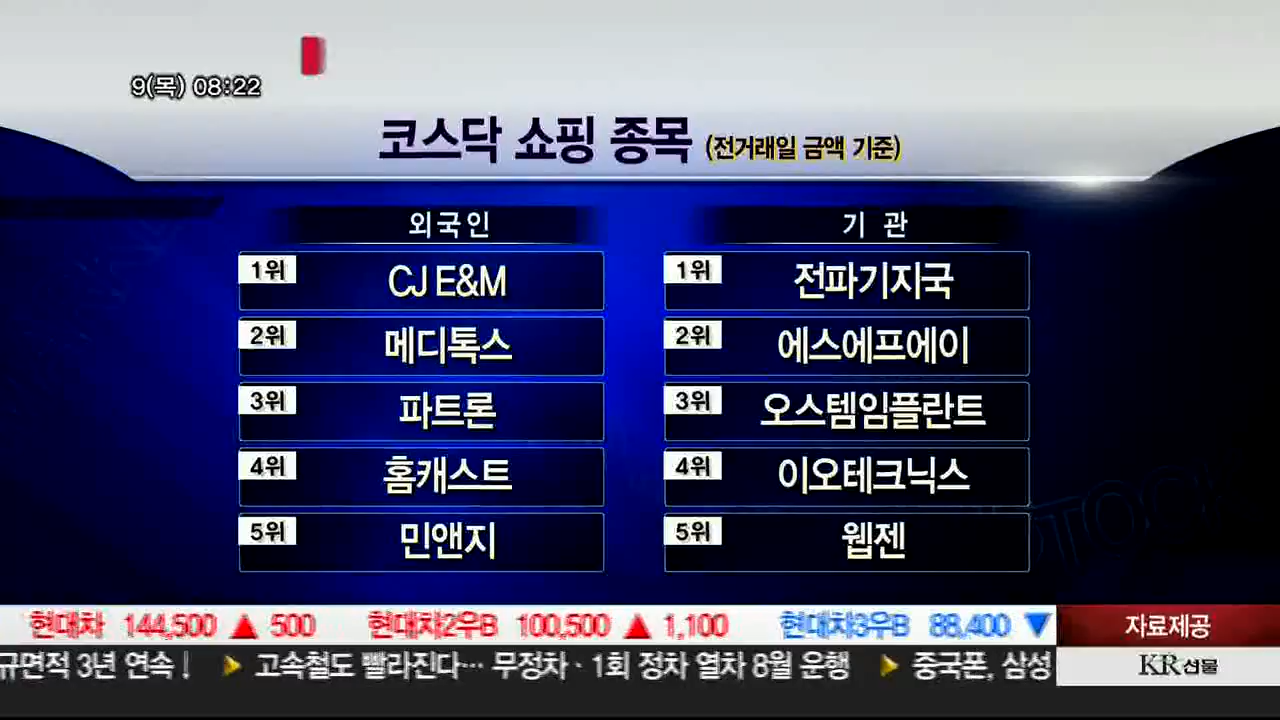 9(목) 08:22
코스닥 쇼핑 종목 (전거래일 금액 기준)
외국인
1위 CJ E&M
2위 메디톡스
3위 파트론
4위 홈캐스트
5위 민앤지
기 관
1위 전파기지국
2위 에스에프에이
3위 오스템임플란트
4위 이오테크닉스
5위 웹젠
현대차 144,500 ▲ 500 현대차2우B 100,500 ▲ 1,100 현대차3우B 88,400 ▼
자료제공
규면적 3년 연속 ! ▶ 고속철도 빨라진다… 무정차·1회 정차 열차 8월 운행 ▶ 중국폰, 삼성
KR선물